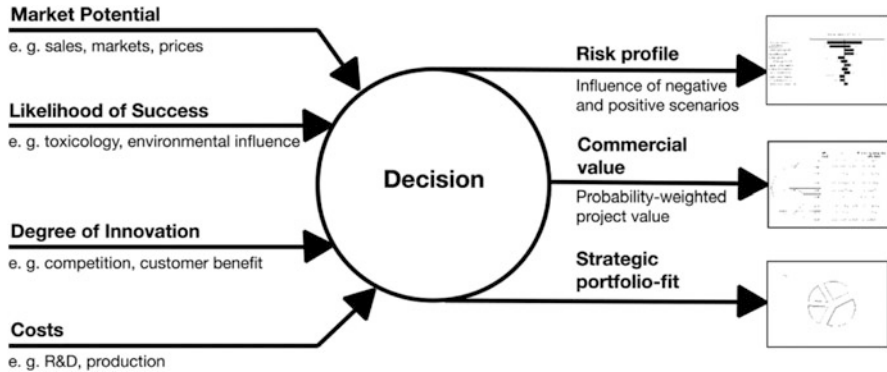 Market Potential
e. g. sales, markets, prices
Likelihood of Success
e. g. toxicology, environmental influence
Degree of Innovation
e. g. competition, customer benefit
Costs
e. g. R&D, production
Decision
Risk profile
Influence of negative
and positive scenarios
Commercial
value
Probability-weighted
project value
Strategic
portfolio-fit